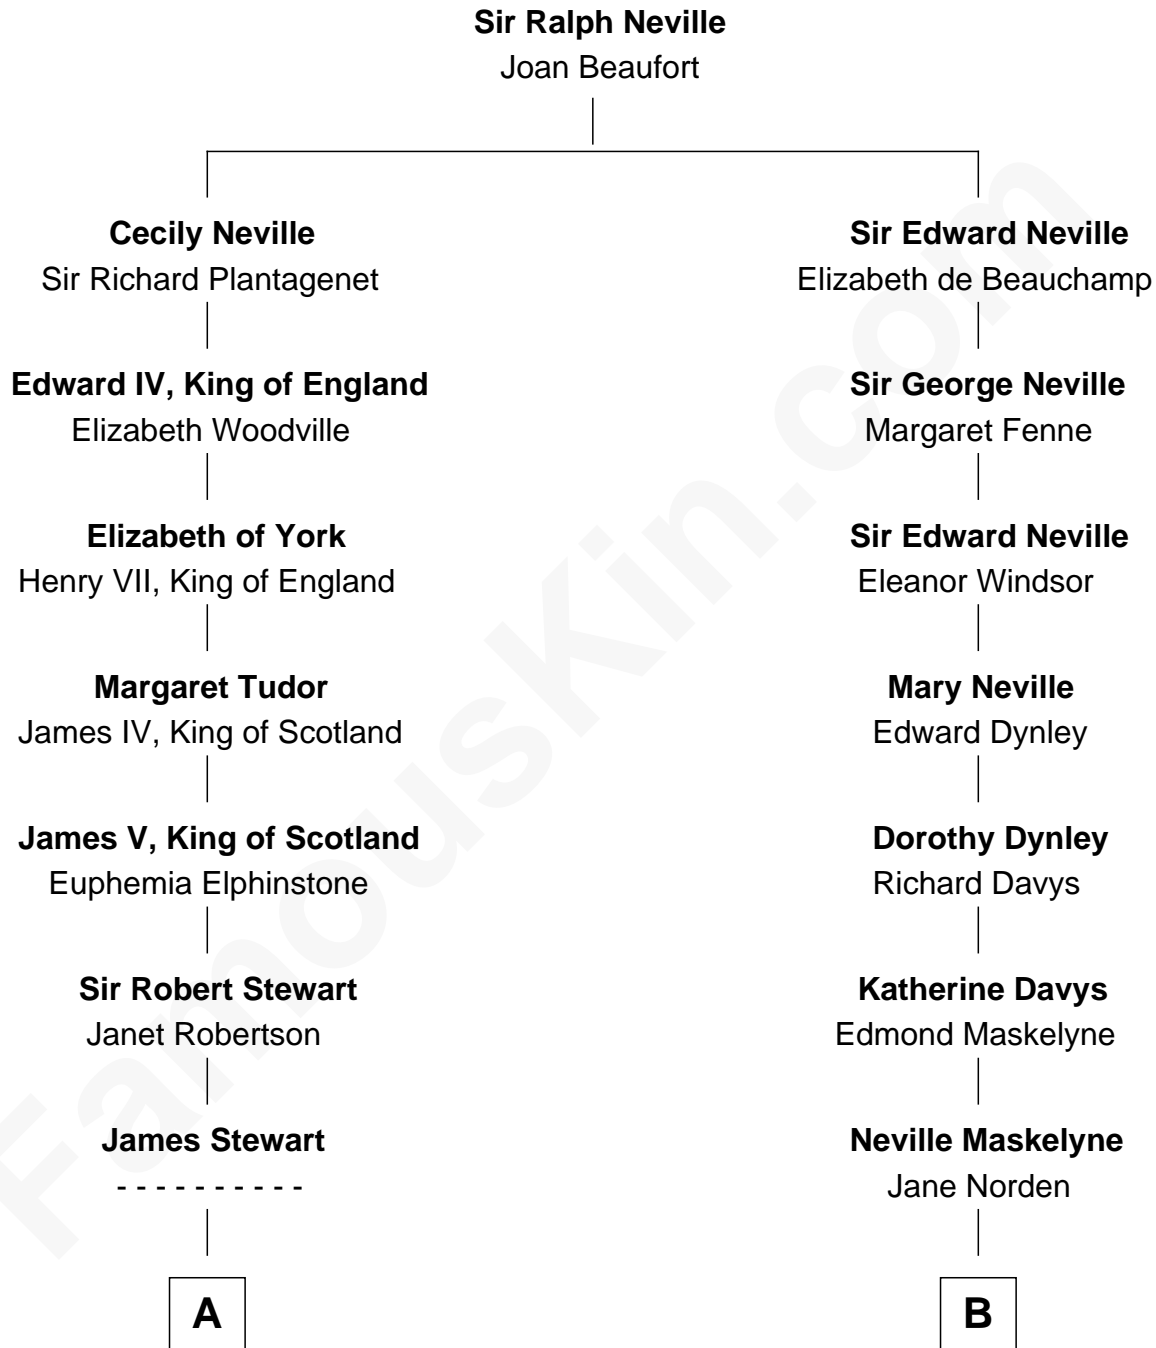 Sir Ralph Neville
Joan Beaufort
Cecily Neville
Sir Richard Plantagenet
Sir Edward Neville
Elizabeth de Beauchamp
Edward IV, King of England
Elizabeth Woodville
Sir George Neville
Margaret Fenne
Elizabeth of York
Henry VII, King of England
Sir Edward Neville
Eleanor Windsor
Margaret Tudor
James IV, King of Scotland
Mary Neville
Edward Dynley
James V, King of Scotland
Euphemia Elphinstone
Dorothy Dynley
Richard Davys
Sir Robert Stewart
Janet Robertson
Katherine Davys
Edmond Maskelyne
James Stewart
- - - - - - - - - -
Neville Maskelyne
Jane Norden
A
B
FamousKin.com